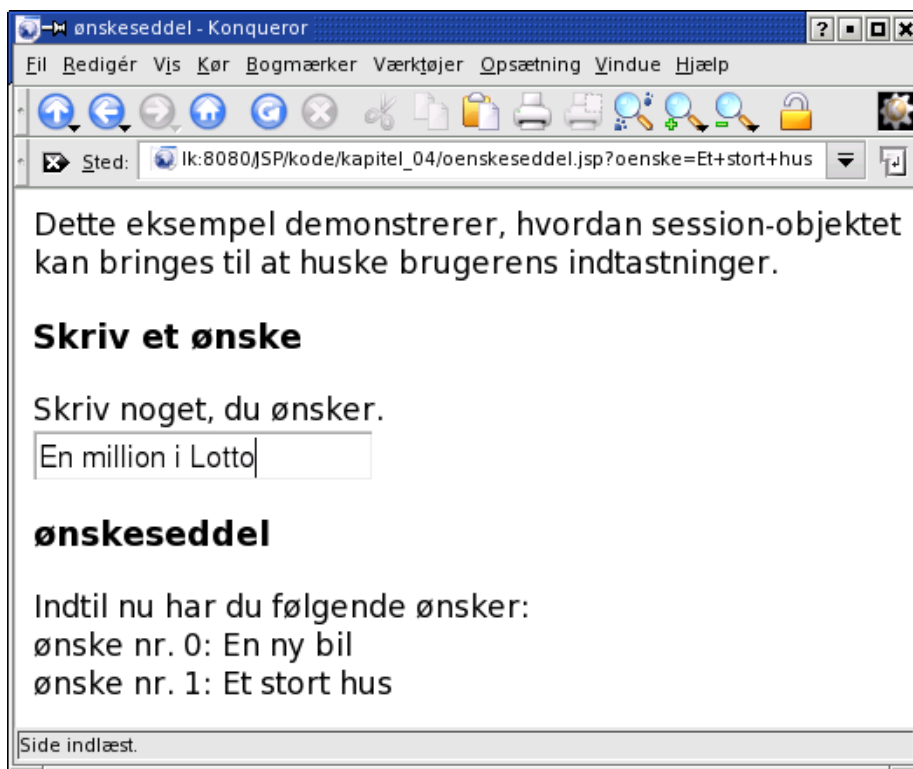 ønskeseddel - Konqueror
Fil Redigér Vis Kør Bogmærker Værktøjer Opsætning Vindue Hjælp
Sted: lk:8080/JSP/kode/kapitel_04/oenskeseddel.jsp?oenske=Et+stort+hus
Dette eksempel demonstrerer, hvordan session-objektet
kan bringes til at huske brugerens indtastninger.
Skriv et ønske
Skriv noget, du ønsker.
En million i Lotto
ønskeseddel
Indtil nu har du følgende ønsker:
ønske nr. 0: En ny bil
ønske nr. 1: Et stort hus
Side indlæst.